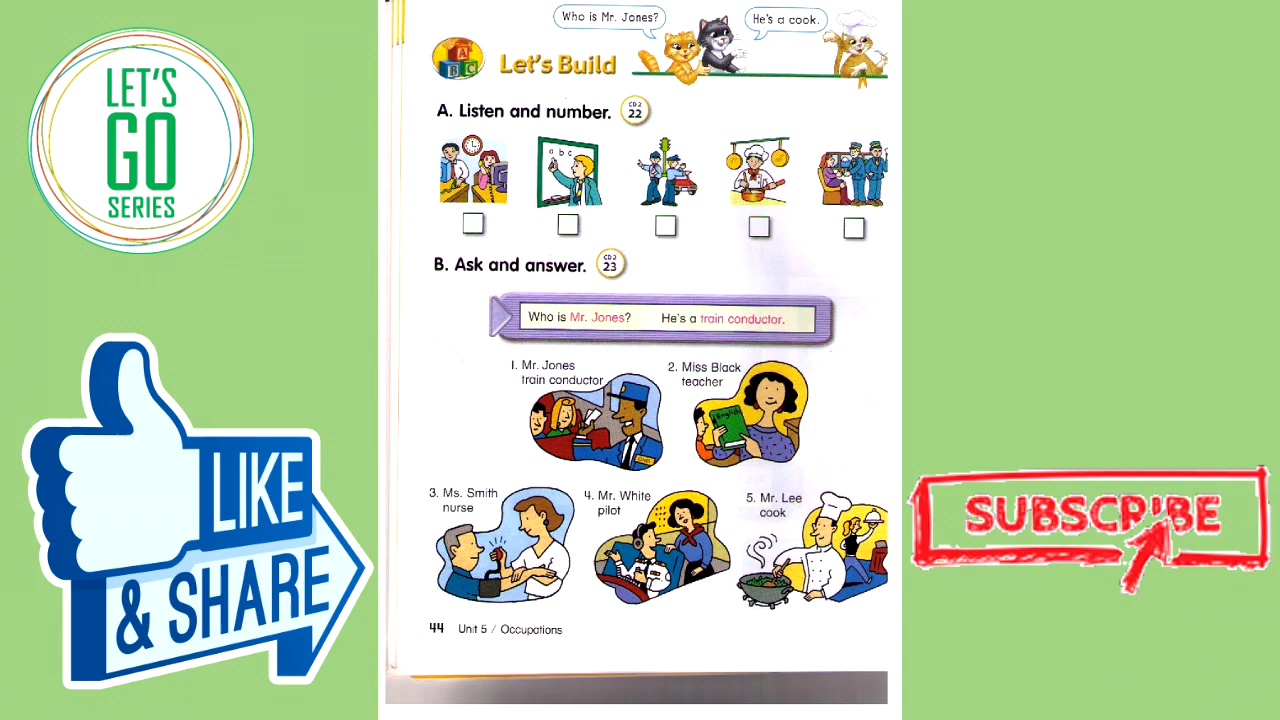 LET'S
GO
SERIES
LIKE
& SHARE
Who is Mr. Jones?
He's a cook.
A
B C
Let's Build
A. Listen and number.
CD 2
22
a b c
B. Ask and answer.
CD 2
23
Who is Mr. Jones? He's a train conductor.
1. Mr. Jones
train conductor
2. Miss Black
teacher
English
3. Ms. Smith
nurse
4. Mr. White
pilot
5. Mr. Lee
cook
44 Unit 5 / Occupations
SUBSCRIBE